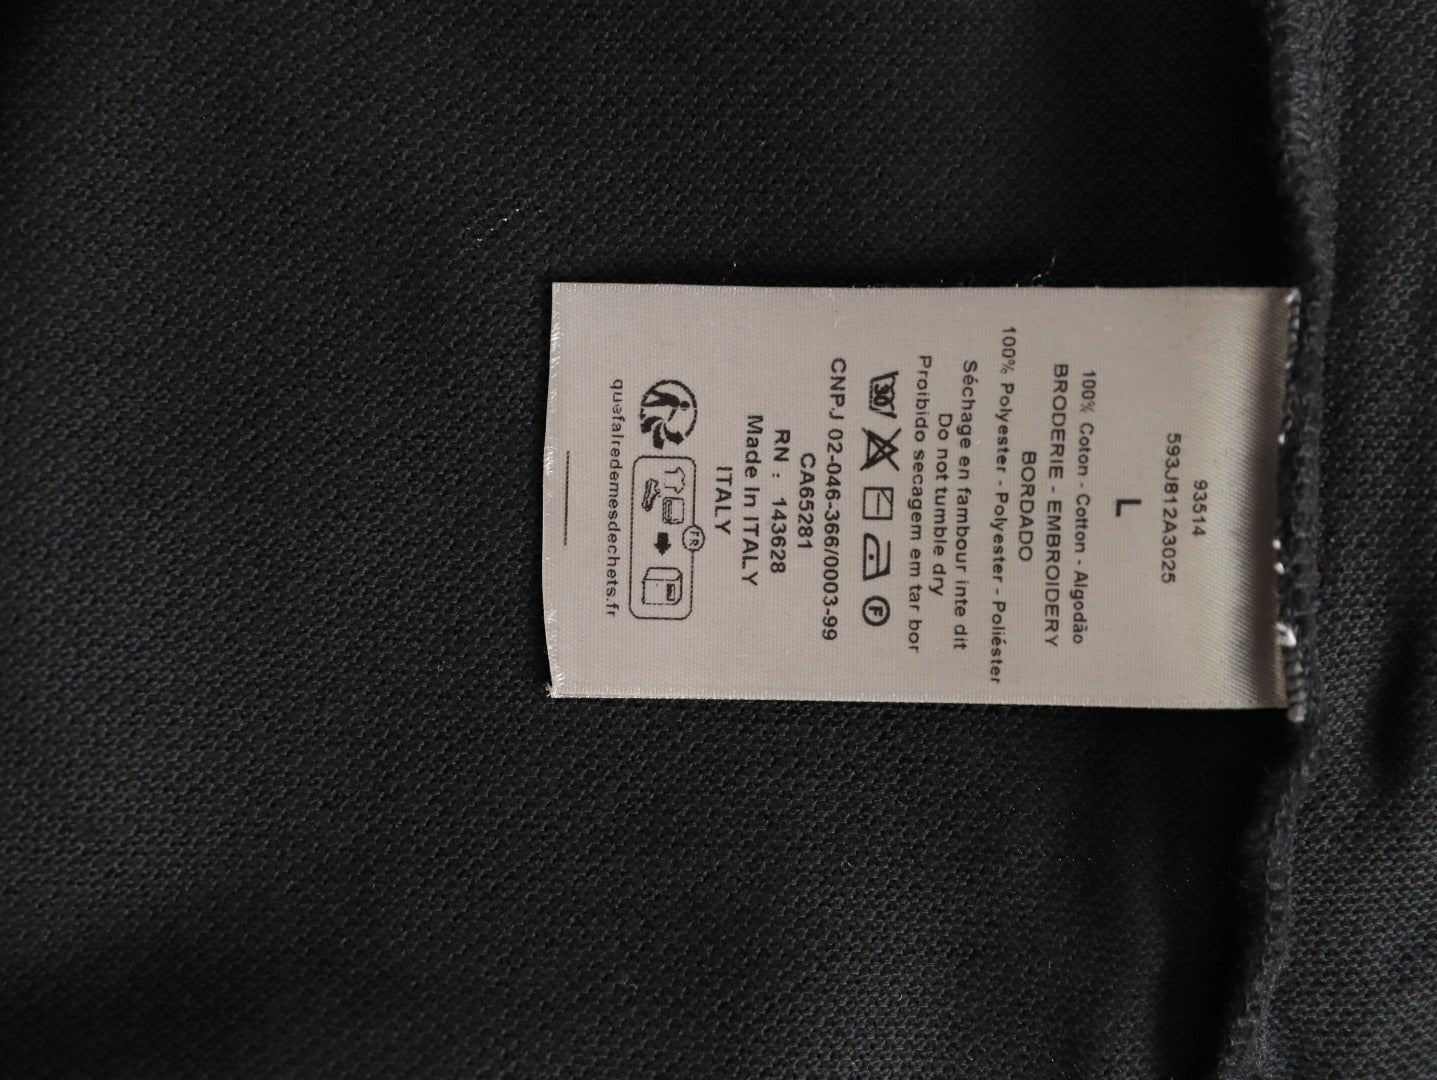 93514
593J812A3025
L
100% Coton - Cotton - Algodão
BRODERIE - EMBROIDERY
BORDADO
100% Polyester - Polyester - Poliéster
Séchage en fambour inte dit
Do not tumble dry
Proibido secagem em tar bor
30
F
CNPJ 02-046-366/0003-99
CA65281
RN : 143628
Made In ITALY
ITALY
FR
quefairedemesdechets.fr